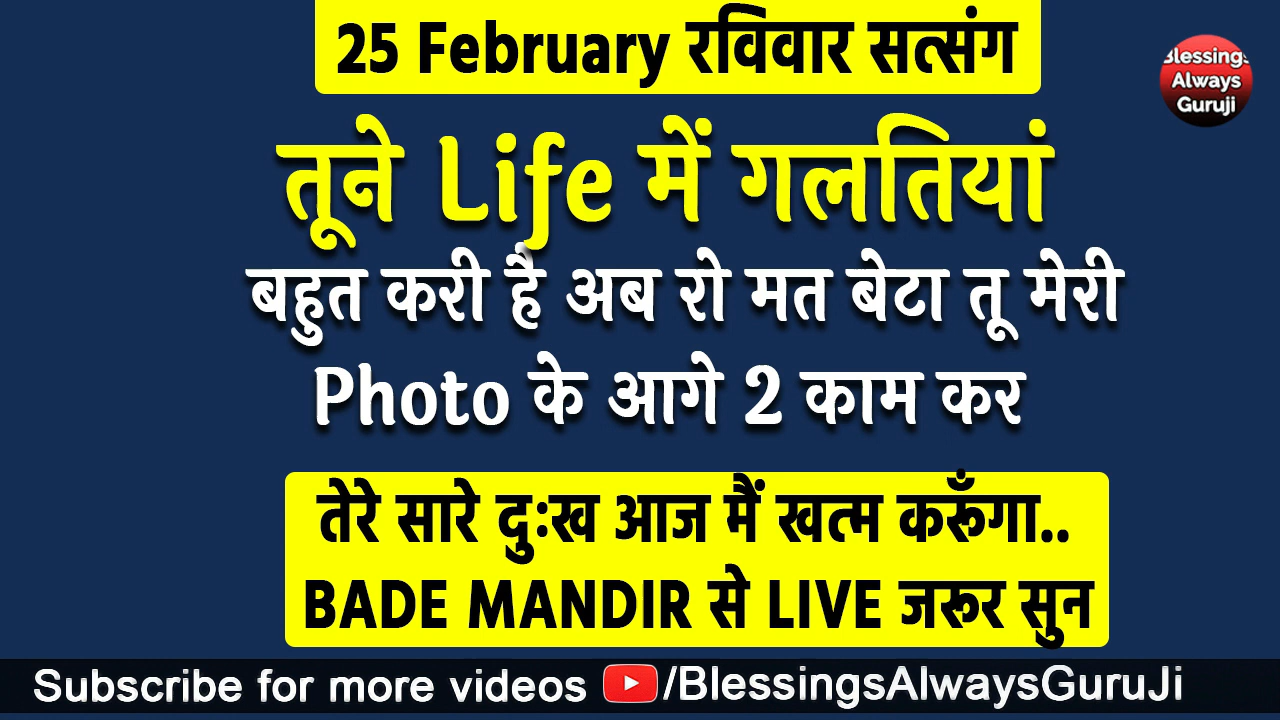 25 February रविवार सत्संग
Blessings
Always
Guruji
तूने Life में गलतियां
बहुत करी है अब रो मत बेटा तू मेरी
Photo के आगे 2 काम कर
तेरे सारे दुःख आज मैं खत्म करूँगा..
BADE MANDIR से LIVE जरूर सुन
Subscribe for more videos /BlessingsAlwaysGuruJi